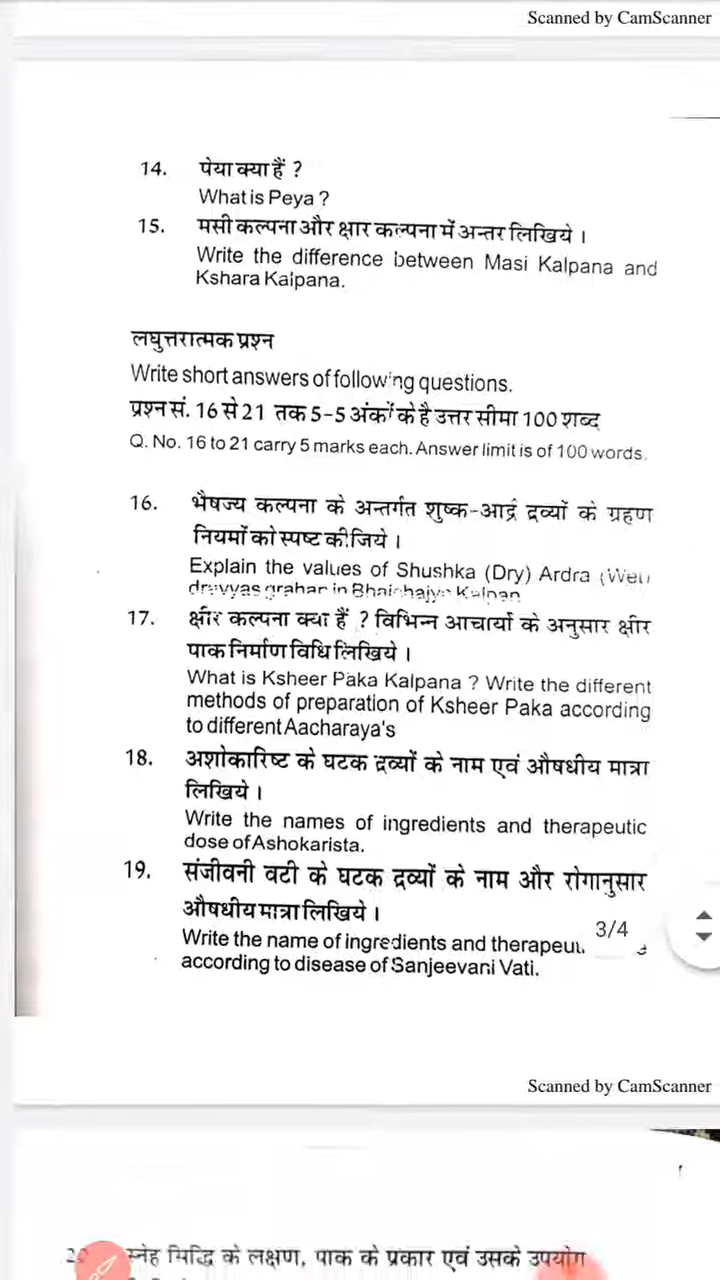 Scanned by CamScanner
14. पेया क्या हैं ?
What is Peya ?
15. मसी कल्पना और क्षार कल्पना में अन्तर लिखिये ।
Write the difference between Masi Kalpana and
Kshara Kalpana.
लघुत्तरात्मक प्रश्न
Write short answers of following questions.
प्रश्न सं. 16 से 21 तक 5-5 अंकों के है उत्तर सीमा 100 शब्द
Q. No. 16 to 21 carry 5 marks each. Answer limit is of 100 words.
16. भैषज्य कल्पना के अन्तर्गत शुष्क-आर्द्र द्रव्यों के ग्रहण
नियमों को स्पष्ट कीजिये ।
Explain the values of Shushka (Dry) Ardra (Wet)
in
17. क्षीर कल्पना क्या हैं ? विभिन्न आचार्यो के अनुसार क्षीर
पाक निर्माण विधि लिखिये ।
What is Ksheer Paka Kalpana ? Write the different
methods of preparation of Ksheer Paka according
to different Aacharaya's
18. अशोकारिष्ट के घटक द्रव्यों के नाम एवं औषधीय मात्रा
लिखिये ।
Write the names of ingredients and therapeutic
dose of Ashokarista.
19. संजीवनी वटी के घटक द्रव्यों के नाम और रोगानुसार
औषधीय मात्रा लिखिये ।
Write the name of ingredients and
according to disease of Sanjeevani Vati.
3/4
Scanned by CamScanner
स्नेह सिद्धि के लक्षण, पाक के प्रकार एवं उसके उपयोग